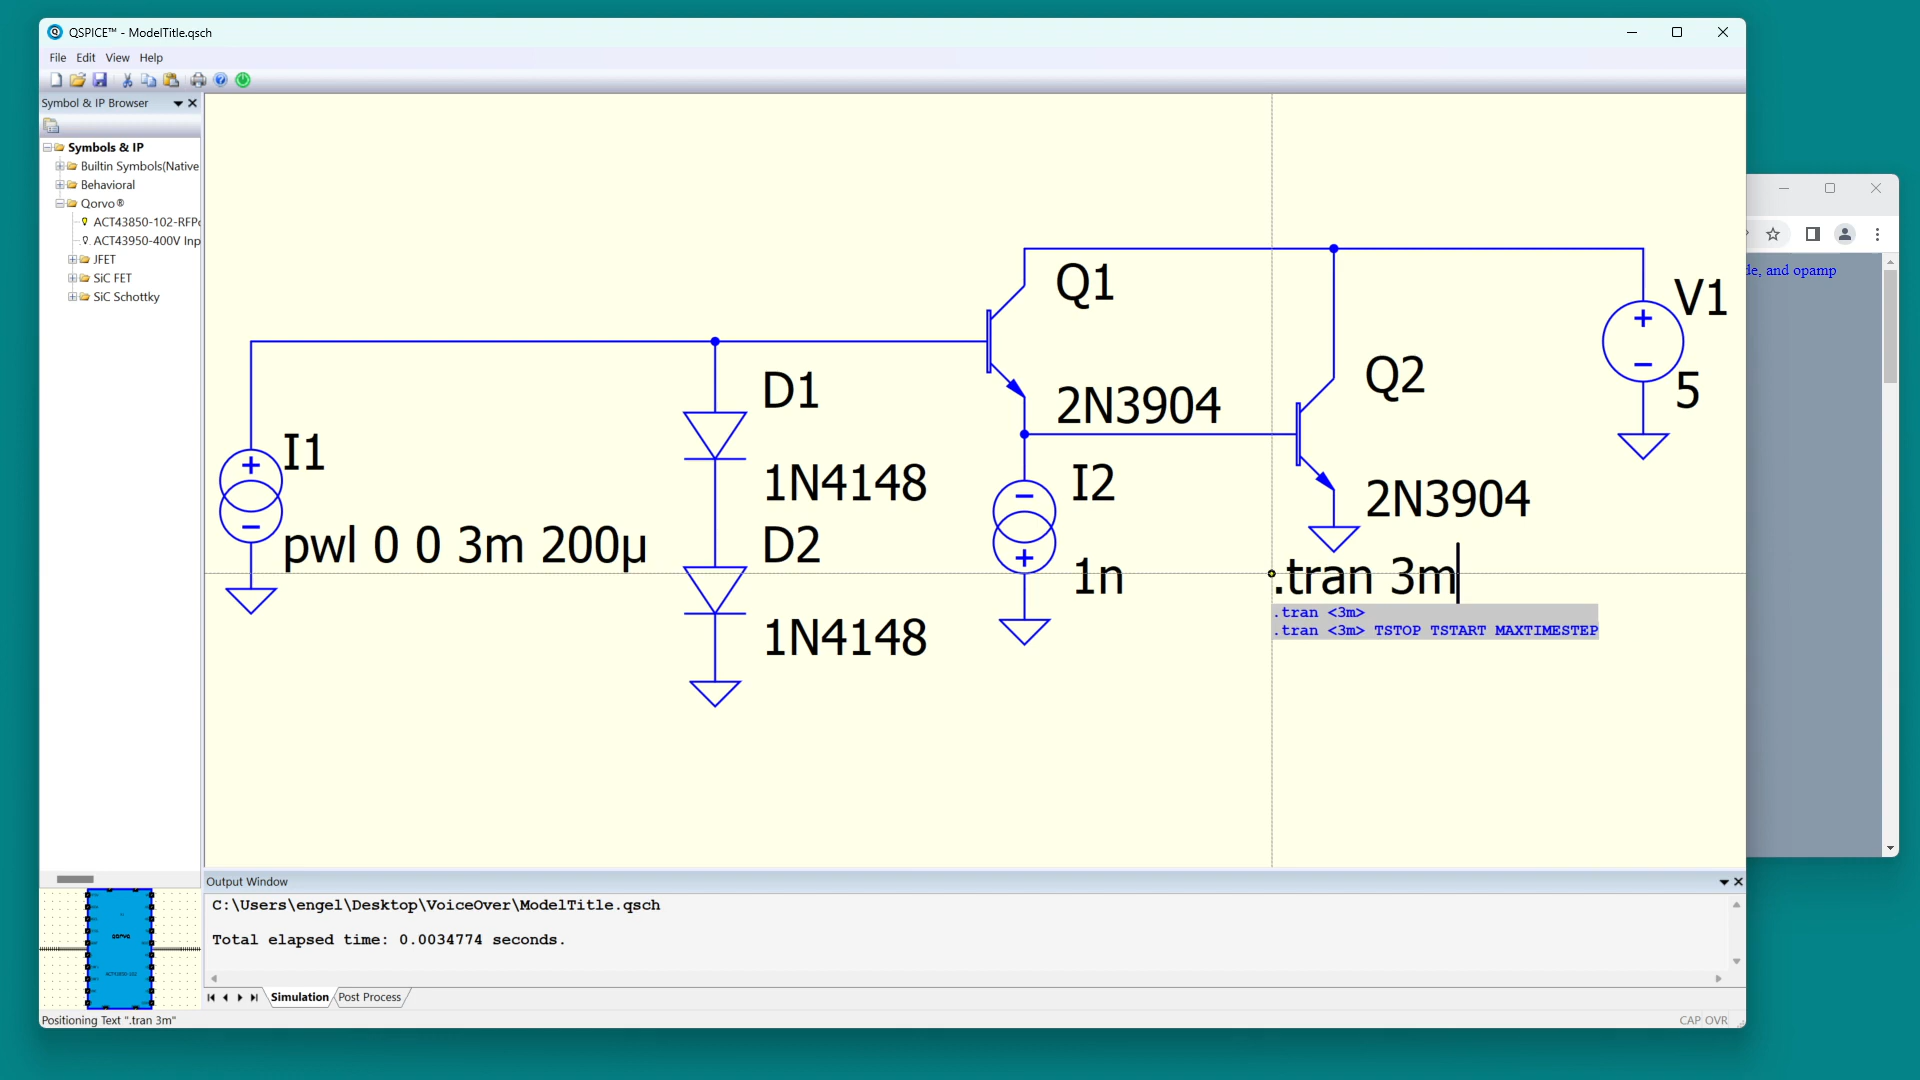 QSPICE™ - ModelTitle.qsch
File Edit View Help
Symbol & IP Browser
Symbols & IP
Builtin Symbols(Native
Behavioral
Qorvo®
ACT43850-102-RFP
ACT43950-400V Inp
JFET
SiC FET
SiC Schottky
le, and opamp
Q1
V1
Q2
D1
5
2N3904
I1
1N4148
I2
2N3904
pwl 0 0 3m 200µ
D2
1n
.tran 3m
.tran <3m>
.tran <3m> TSTOP TSTART MAXTIMESTEP
1N4148
Output Window
C:\Users\engel\Desktop\VoiceOver\ModelTitle.qsch
Total elapsed time: 0.0034774 seconds.
QORVO
Simulation
Post Process
Positioning Text ".tran 3m"
CAP OVR